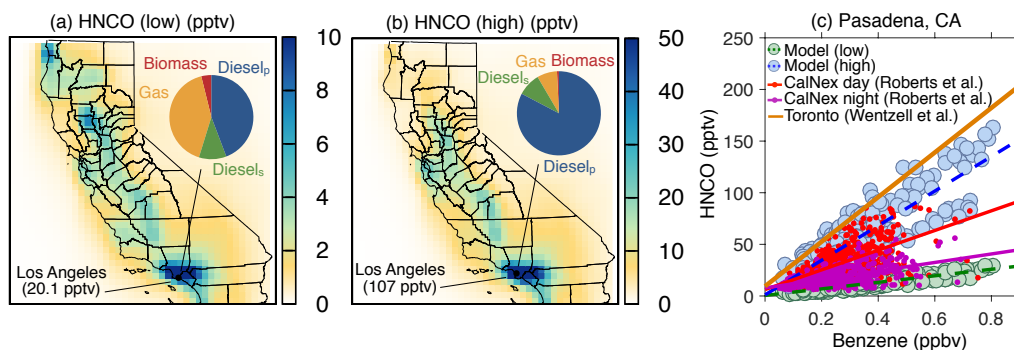 (a) HNCO (low) (pptv)
Biomass
Dieselp
Gas
Diesels
Los Angeles
(20.1 pptv)
10
8
6
4
2
0
(b) HNCO (high) (pptv)
Gas
Biomass
Diesels
Dieselp
Los Angeles
(107 pptv)
50
40
30
20
10
0
(c) Pasadena, CA
Model (low)
Model (high)
CalNex day (Roberts et al.)
CalNex night (Roberts et al.)
Toronto (Wentzell et al.)
HNCO (pptv)
250
200
150
100
50
0
0
0.2
0.4
0.6
0.8
Benzene (ppbv)